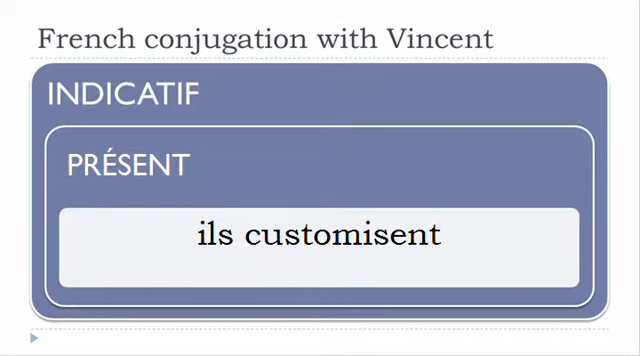 French conjugation with Vincent
INDICATIF
PRÉSENT
ils customisent